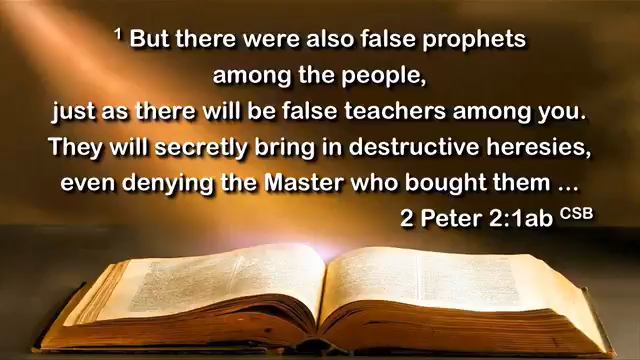 ¹ But there were also false prophets
among the people,
just as there will be false teachers among you.
They will secretly bring in destructive heresies,
even denying the Master who bought them ...
2 Peter 2:1ab CSB